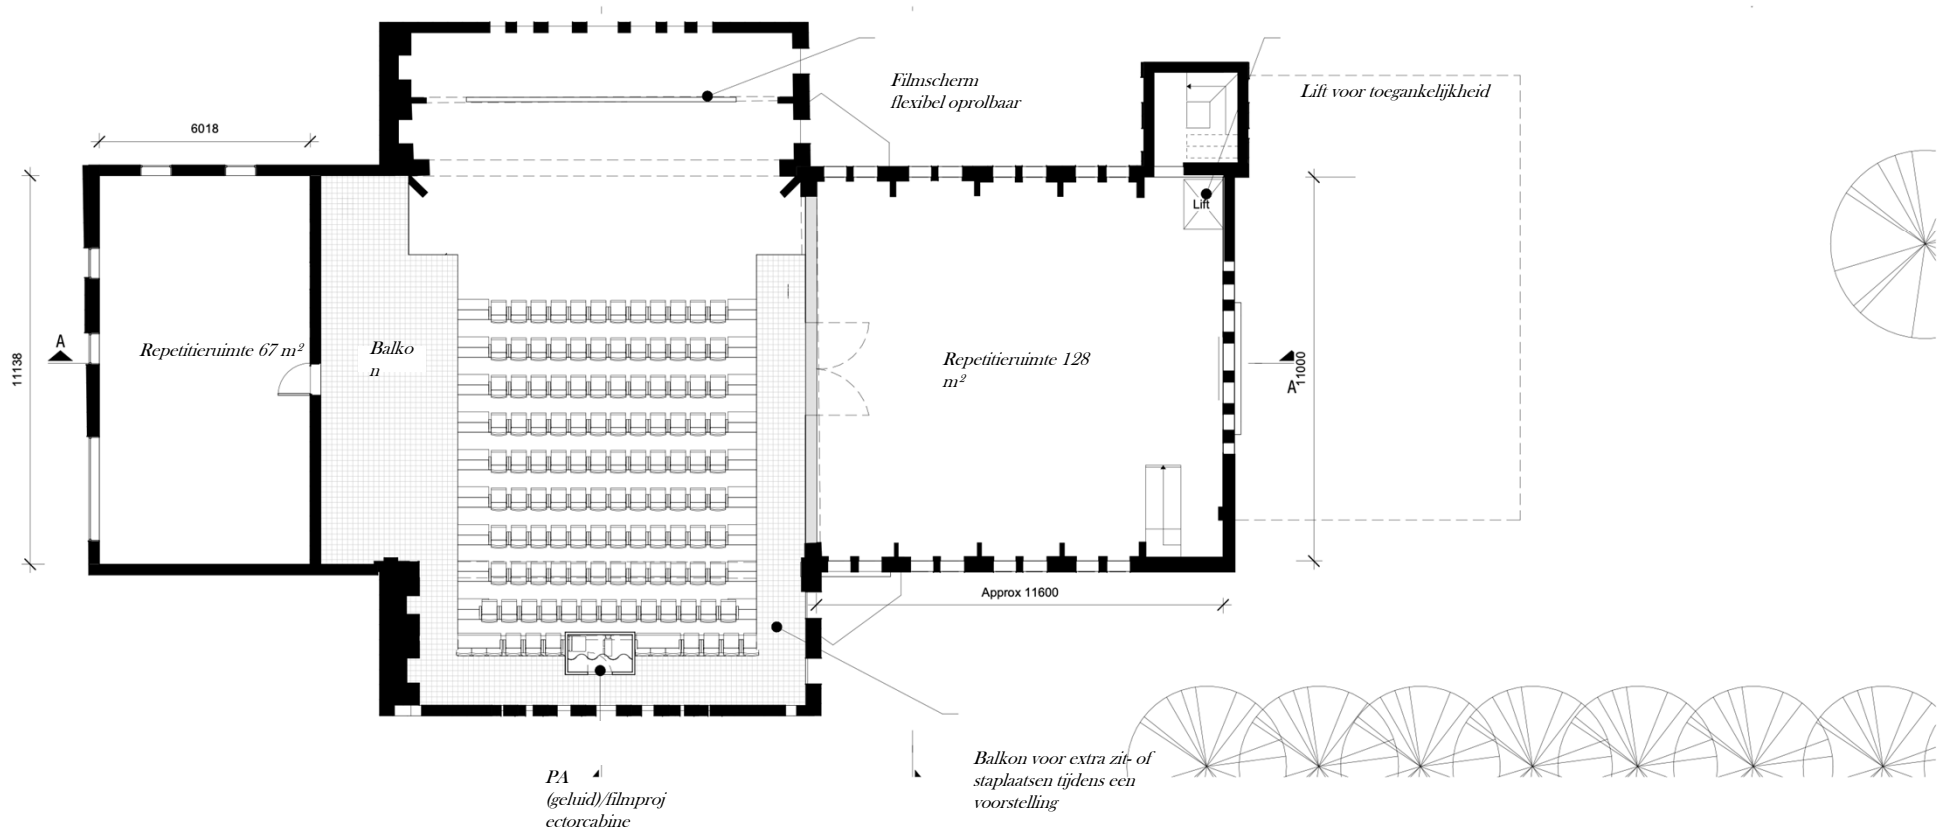 Filmscherm
flexibel oprolbaar
Lift voor toegankelijkheid
6018
Lift
11138
A
Repetitieruimte 67 m²
Balko
n
Repetitieruimte 128
m²
11000
A
Approx 11600
PA
(geluid)/filmproj
ectorcabine
Balkon voor extra zit- of
staplaatsen tijdens een
voorstelling